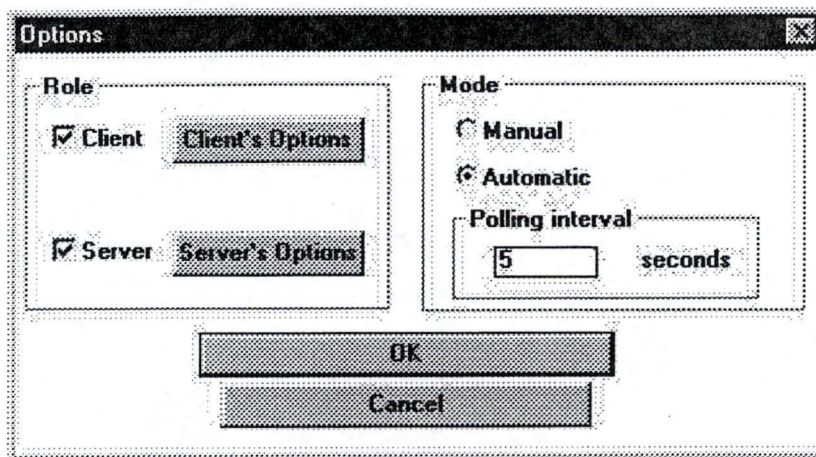 Options
Role
Client
Client's Options
Server
Server's Options
Mode
Manual
Automatic
Polling interval
5 seconds
OK
Cancel